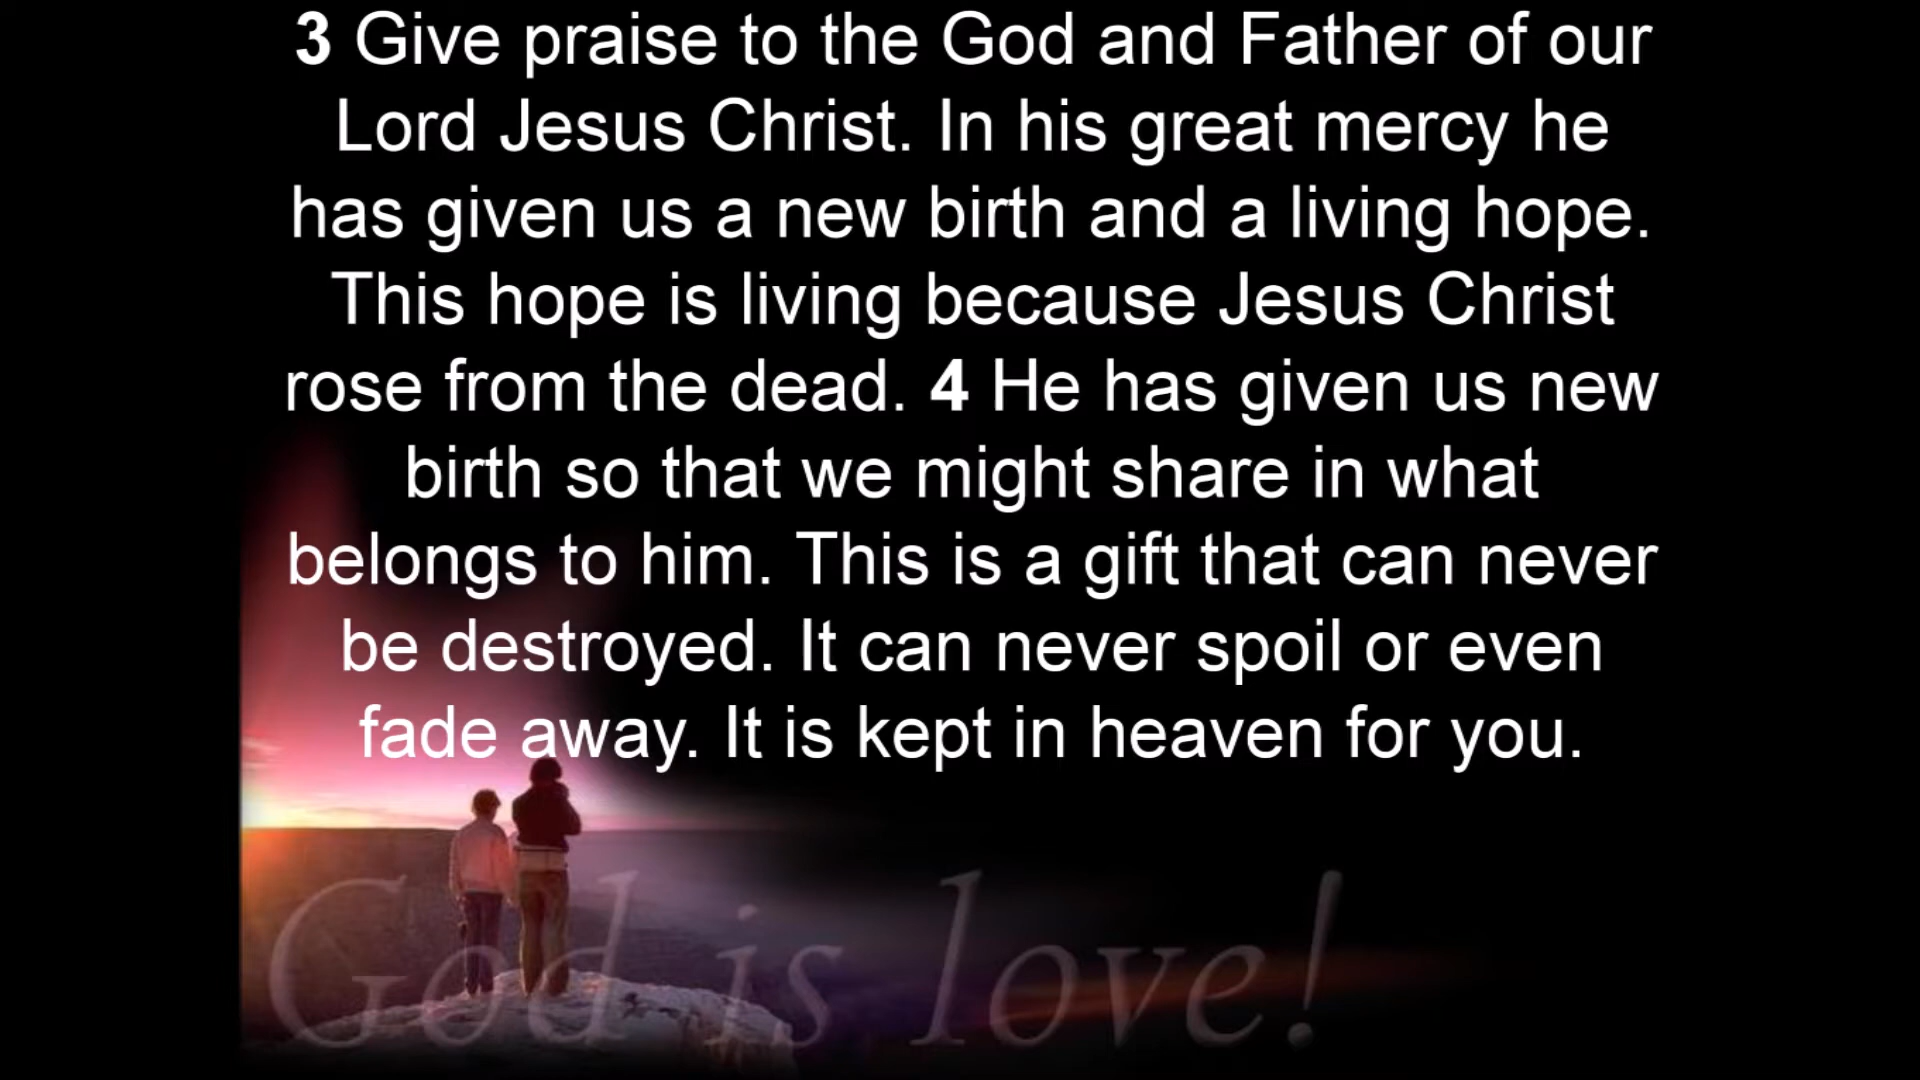 3 Give praise to the God and Father of our
Lord Jesus Christ. In his great mercy he
has given us a new birth and a living hope.
This hope is living because Jesus Christ
rose from the dead. 4 He has given us new
birth so that we might share in what
belongs to him. This is a gift that can never
be destroyed. It can never spoil or even
fade away. It is kept in heaven for you.
God is love!